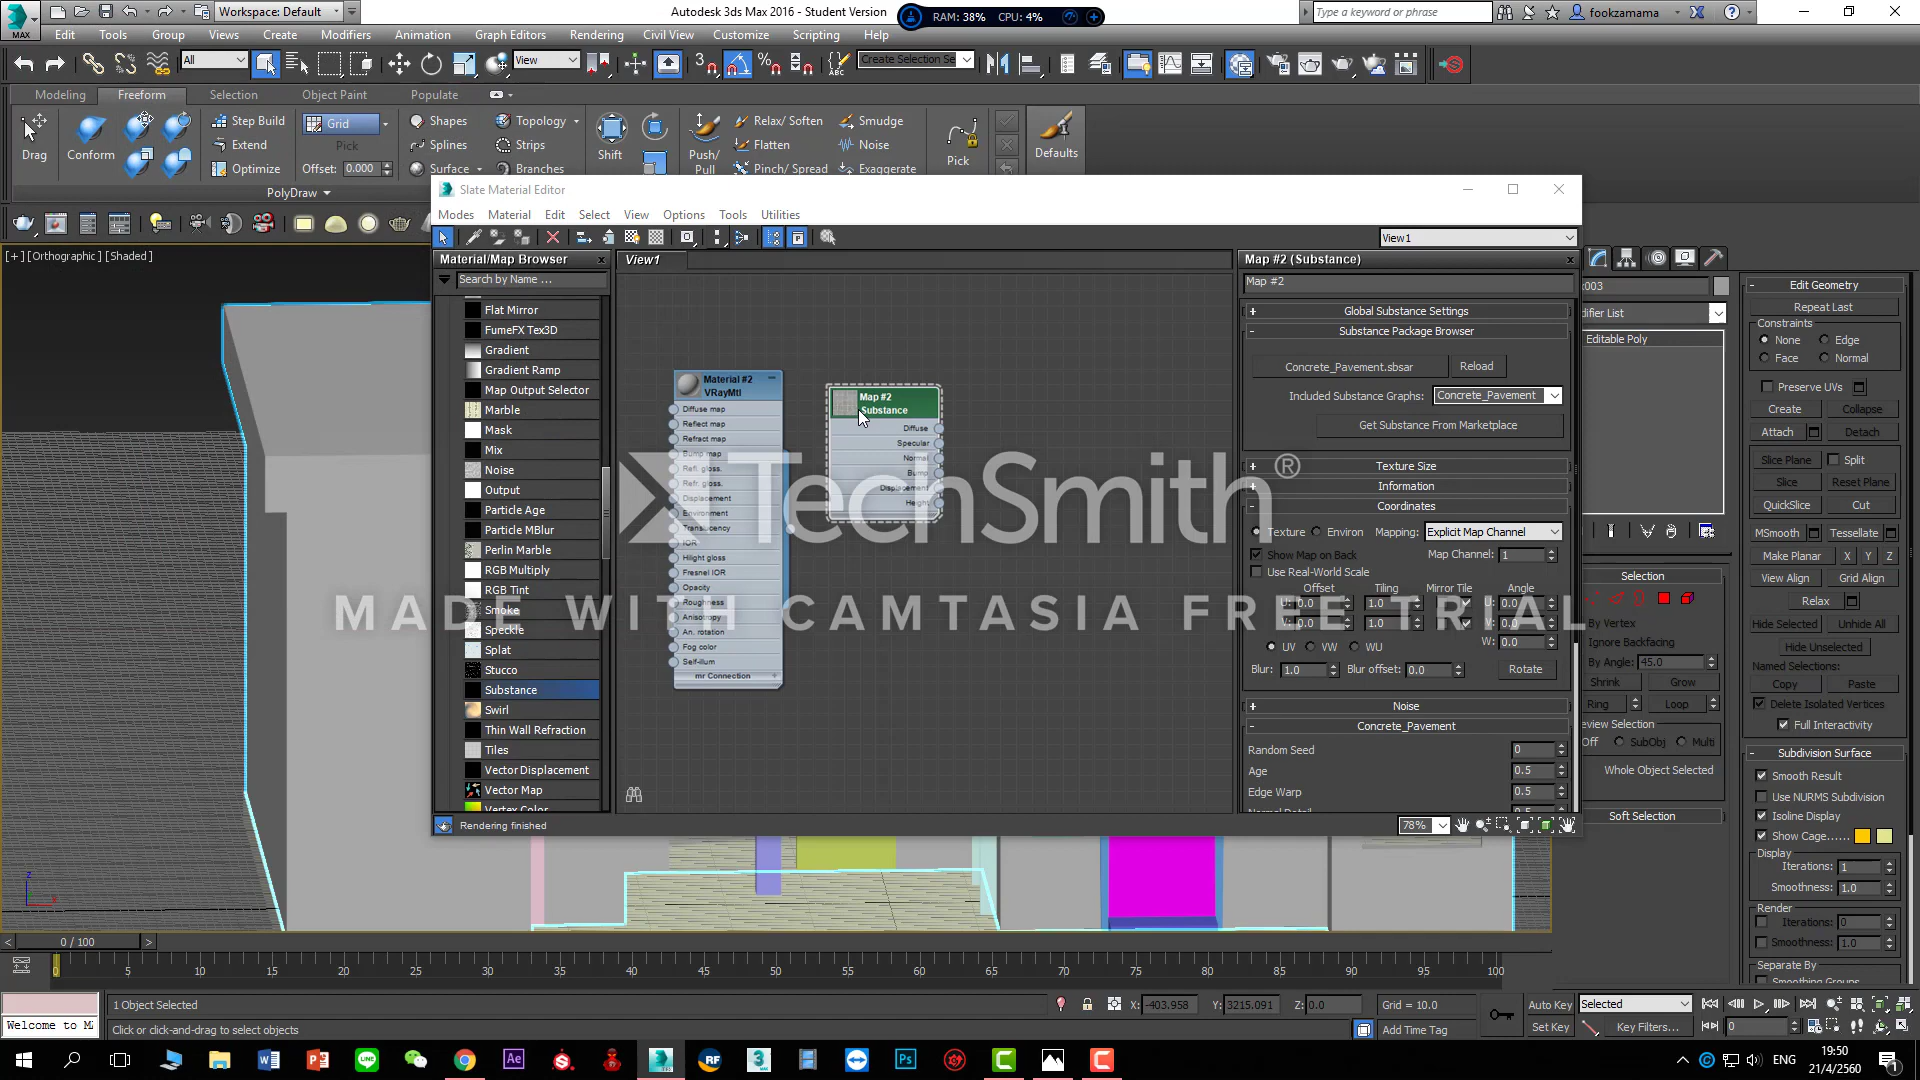 Workspace: Default
Autodesk 3ds Max 2016 - Student Version
RAM: 38% CPU: 4%
Type a keyword or phrase
fookzamama
MAX
Edit Tools Group Views Create Modifiers Animation Graph Editors Rendering Civil View Customize Scripting Help
All
View
Create Selection Se
Modeling Freeform Selection Object Paint Populate
Drag
Conform
Step Build
Extend
Optimize
Grid
Pick
Offset: 0.000
Shapes
Splines
Surface
Topology
Strips
Branches
Shift
Push/
Pull
Relax/ Soften
Flatten
Pinch/ Spread
Smudge
Noise
Exaggerate
Pick
Defaults
PolyDraw
Slate Material Editor
Modes Material Edit Select View Options Tools Utilities
View1
[+] [Orthographic] [Shaded]
Material/Map Browser
Search by Name ...
Flat Mirror
FumeFX Tex3D
Gradient
Gradient Ramp
Map Output Selector
Marble
Mask
Mix
Noise
Output
Particle Age
Particle MBlur
Perlin Marble
RGB Multiply
RGB Tint
Smoke
Speckle
Splat
Stucco
Substance
Swirl
Thin Wall Refraction
Tiles
Vector Displacement
Vector Map
Vertex Color
View1
Material #2
VRayMtl
Diffuse map
Reflect map
Refract map
Bump map
Refl. gloss.
Refr. gloss.
Displacement
Environment
Translucency
IOR
Hilight gloss
Fresnel IOR
Opacity
Roughness
Anisotropy
An. rotation
Fog color
Self-illum
mr Connection
Map #2
Substance
Diffuse
Specular
Normal
Bump
Displacement
Height
TechSmith®
MADE WITH CAMTASIA FREE TRIAL
Map #2 (Substance)
Map #2
Global Substance Settings
Substance Package Browser
Concrete_Pavement.sbsar Reload
Included Substance Graphs: Concrete_Pavement
Get Substance From Marketplace
Texture Size
Information
Coordinates
Texture Environ Mapping: Explicit Map Channel
Show Map on Back Map Channel: 1
Use Real-World Scale
Offset Tiling Mirror Tile Angle
U: 0.0 1.0 U: 0.0
V: 0.0 1.0 V: 0.0
W: 0.0
UV VW WU
Blur: 1.0 Blur offset: 0.0 Rotate
Noise
Concrete_Pavement
Random Seed 0
Age 0.5
Edge Warp 0.5
Rendering finished
78%
:003
difier List
Editable Poly
Selection
By Vertex
Ignore Backfacing
By Angle: 45.0
Shrink Grow
Ring Loop
review Selection
Off SubObj Multi
Whole Object Selected
Soft Selection
Edit Geometry
Repeat Last
Constraints
None Edge
Face Normal
Preserve UVs
Create Collapse
Attach Detach
Slice Plane Split
Slice Reset Plane
QuickSlice Cut
MSmooth Tessellate
Make Planar X Y Z
View Align Grid Align
Relax
Hide Selected Unhide All
Hide Unselected
Named Selections:
Copy Paste
Delete Isolated Vertices
Full Interactivity
Subdivision Surface
Smooth Result
Use NURMS Subdivision
Isoline Display
Show Cage......
Display
Iterations: 1
Smoothness: 1.0
Render
Iterations: 0
Smoothness: 1.0
Separate By
Smoothing Groups
z
x
< 0 / 100 >
0 5 10 15 20 25 30 35 40 45 50 55 60 65 70 75 80 85 90 95 100
1 Object Selected
X: -403.958 Y: 3215.091 Z: 0.0 Grid = 10.0
Auto Key Selected
Welcome to
Click or click-and-drag to select objects
Add Time Tag
Set Key Key Filters... 0
ENG
19:50
21/4/2560